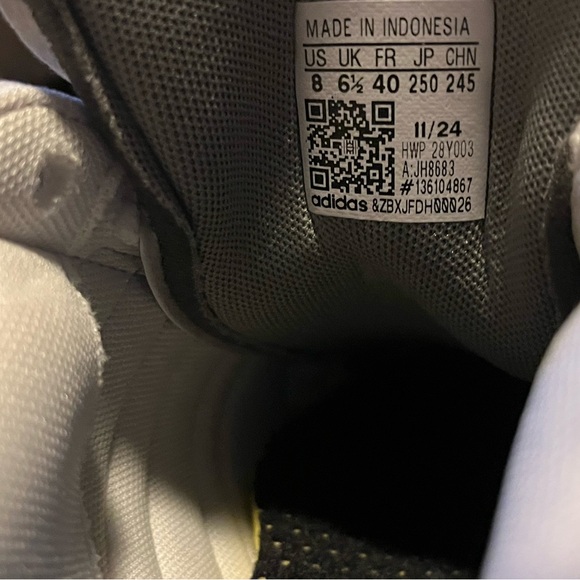 MADE IN INDONESIA
US UK FR JP CHN
8 6½ 40 250 245
11/24
HWP 28Y003
A:JH8683
#136104867
adidas &ZBXJFDH00026